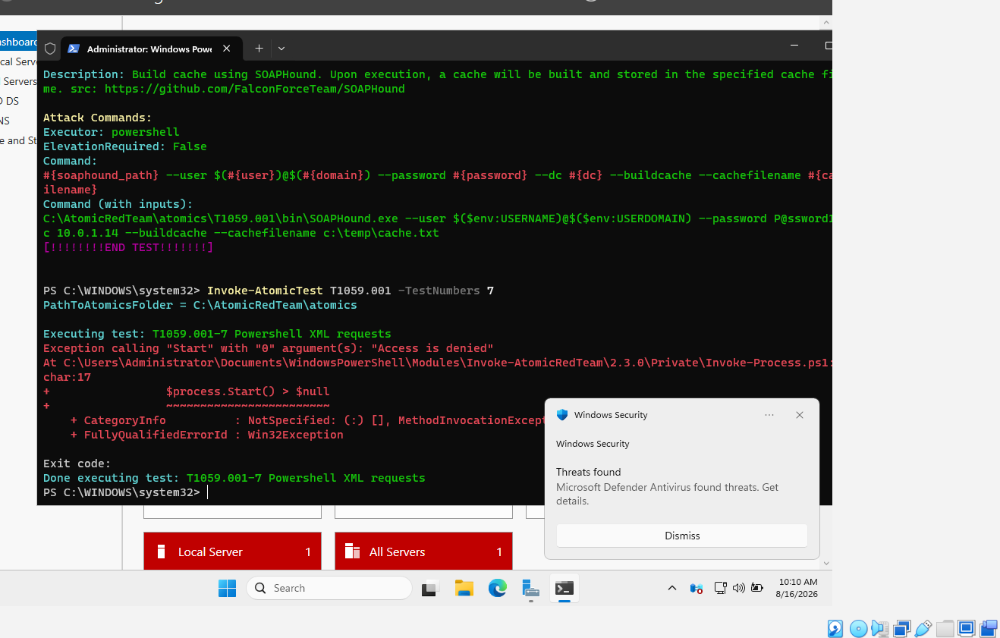 ashboard
cal Serve
l Servers
D DS
NS
e and St
Administrator: Windows Powe
Description: Build cache using SOAPHound. Upon execution, a cache will be built and stored in the specified cache fi
me. src: https://github.com/FalconForceTeam/SOAPHound
Attack Commands:
Executor: powershell
ElevationRequired: False
Command:
#{soaphound_path} --user $(#{user})@$(#{domain}) --password #{password} --dc #{dc} --buildcache --cachefilename #{ca
ilename}
Command (with inputs):
C:\AtomicRedTeam\atomics\T1059.001\bin\SOAPHound.exe --user $($env:USERNAME)@$($env:USERDOMAIN) --password P@ssword1
c 10.0.1.14 --buildcache --cachefilename c:\temp\cache.txt
[!!!!!!!!END TEST!!!!!!!]
PS C:\WINDOWS\system32> Invoke-AtomicTest T1059.001 -TestNumbers 7
PathToAtomicsFolder = C:\AtomicRedTeam\atomics
Executing test: T1059.001-7 Powershell XML requests
Exception calling "Start" with "0" argument(s): "Access is denied"
At C:\Users\Administrator\Documents\WindowsPowerShell\Modules\Invoke-AtomicRedTeam\2.3.0\Private\Invoke-Process.ps1:
char:17
+                 $process.Start() > $null
+                 ~~~~~~~~~~~~~~~~~~~~~~~~
    + CategoryInfo          : NotSpecified: (:) [], MethodInvocationExcept
    + FullyQualifiedErrorId : Win32Exception
Exit code:
Done executing test: T1059.001-7 Powershell XML requests
PS C:\WINDOWS\system32>
Windows Security
Windows Security
Threats found
Microsoft Defender Antivirus found threats. Get
details.
Dismiss
Local Server 1
All Servers 1
Search
10:10 AM
8/16/2026